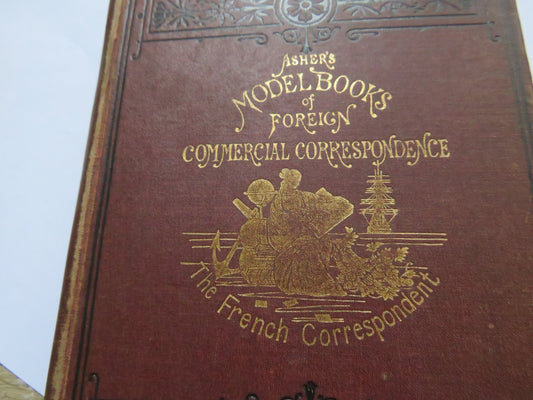 ASHER'S
MODEL BOOKS
of
FOREIGN
COMMERCIAL CORRESPONDENCE
The French Correspondent